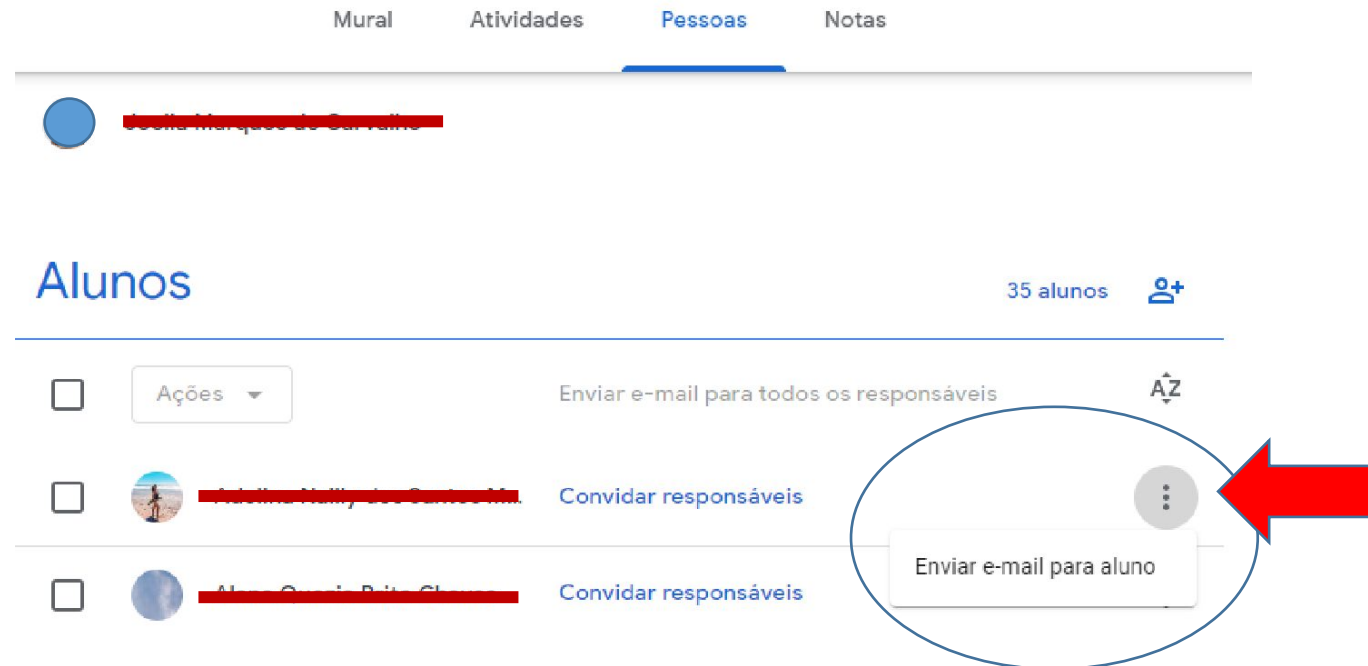 Mural Atividades Pessoas Notas
Alunos
35 alunos
Ações
Enviar e-mail para todos os responsáveis
AZ
Convidar responsáveis
Enviar e-mail para aluno
Convidar responsáveis